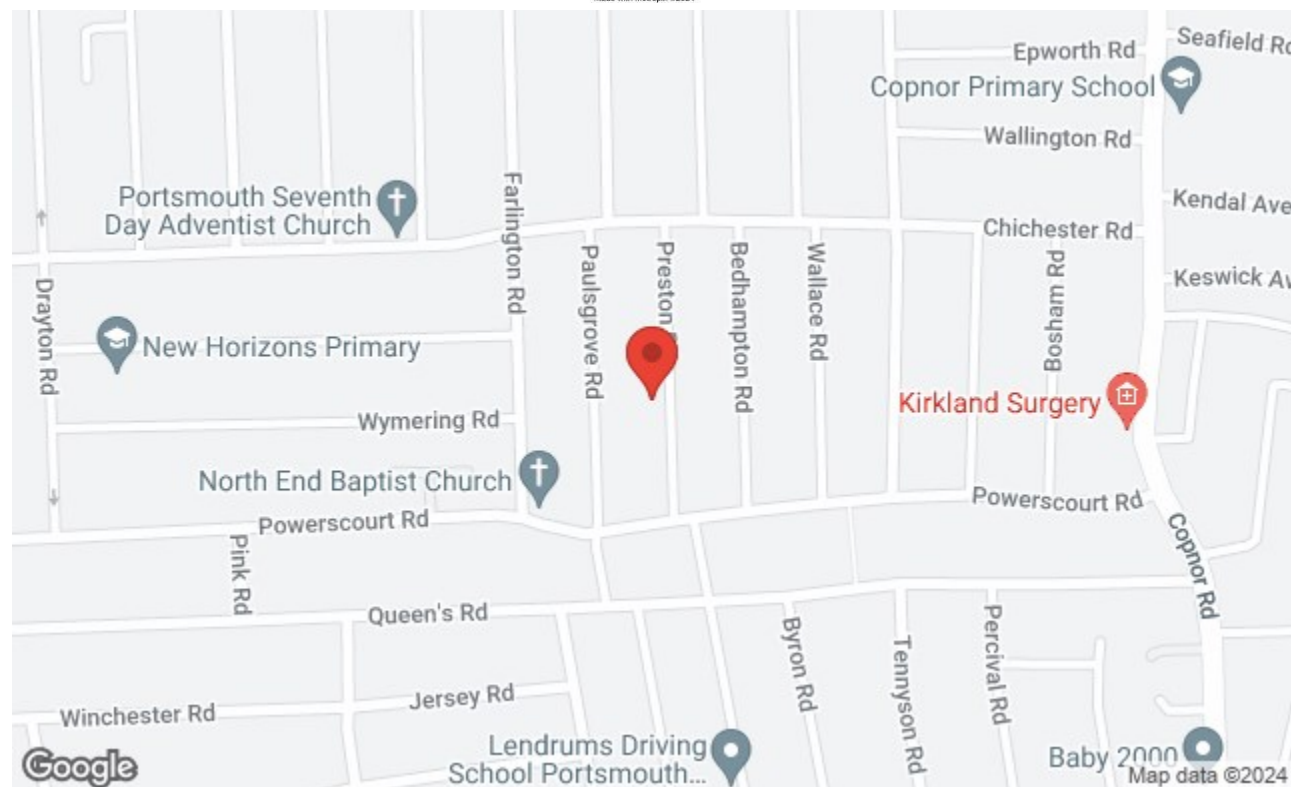 Epworth Rd
Seafield Rd
Copnor Primary School
Wallington Rd
Portsmouth Seventh
Day Adventist Church
Farlington Rd
Kendal Ave
Chichester Rd
Drayton Rd
Paulsgrove Rd
Preston
Bedhampton Rd
Wallace Rd
Bosham Rd
Keswick Av
New Horizons Primary
Wymering Rd
Kirkland Surgery
North End Baptist Church
Powerscourt Rd
Powerscourt Rd
Pink Rd
Copnor Rd
Queen's Rd
Byron Rd
Tennyson Rd
Percival Rd
Jersey Rd
Winchester Rd
Lendrums Driving
School Portsmouth...
Baby 2000
Google
Map data ©2024